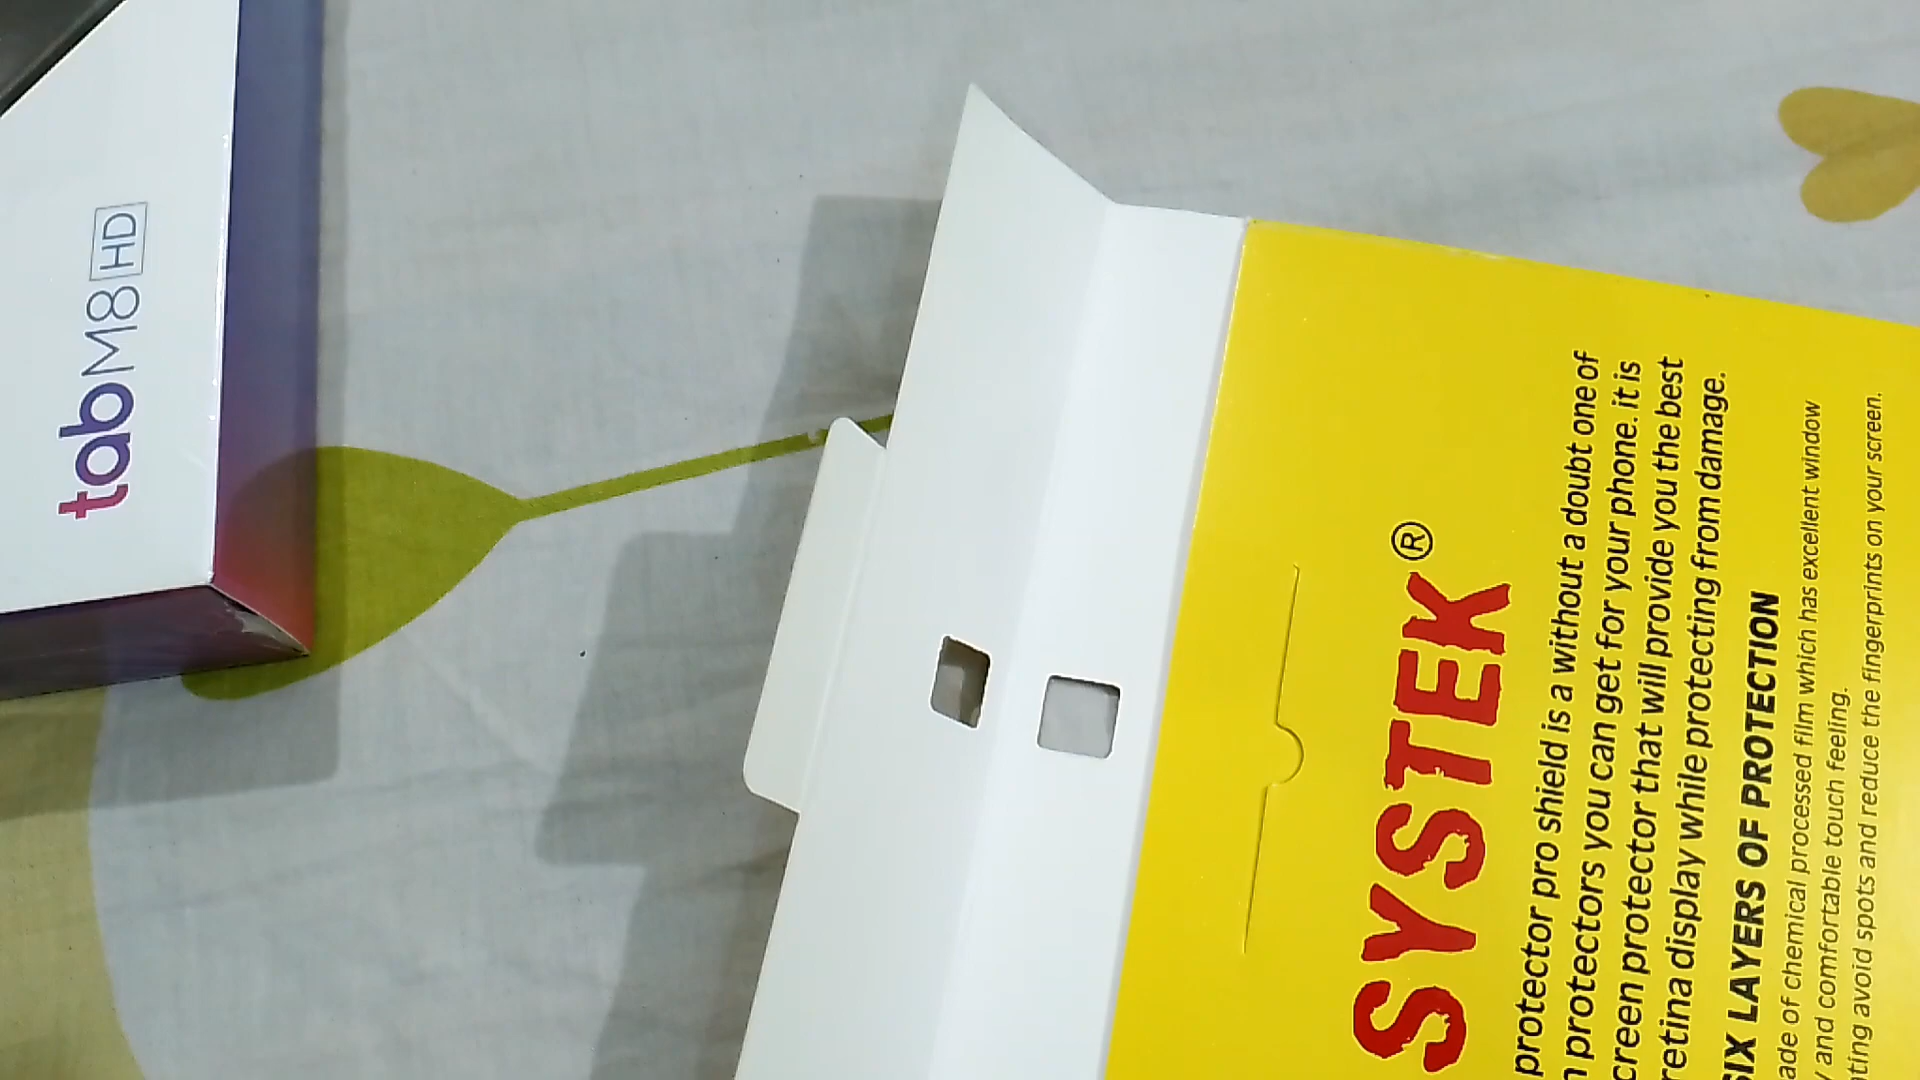 tab M8 HD
SYSTEK®
protector pro shield is a without a doubt one of
protectors you can get for your phone. it is
screen protector that will provide you the best
retina display while protecting from damage.
SIX LAYERS OF PROTECTION
of chemical processed film which has excellent window
and comfortable touch feeling.
avoid spots and reduce the fingerprints on your screen.